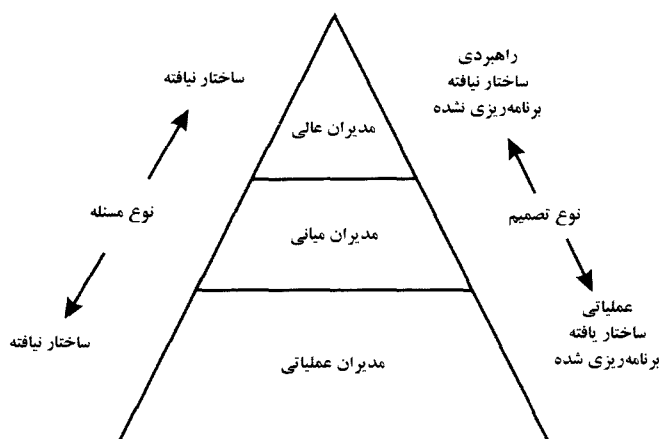 راهبردی
ساختار نیافته
برنامه‌ریزی نشده
ساختار نیافته
مدیران عالی
نوع تصمیم
نوع مسئله
مدیران میانی
عملیاتی
ساختار یافته
برنامه‌ریزی شده
ساختار نیافته
مدیران عملیاتی